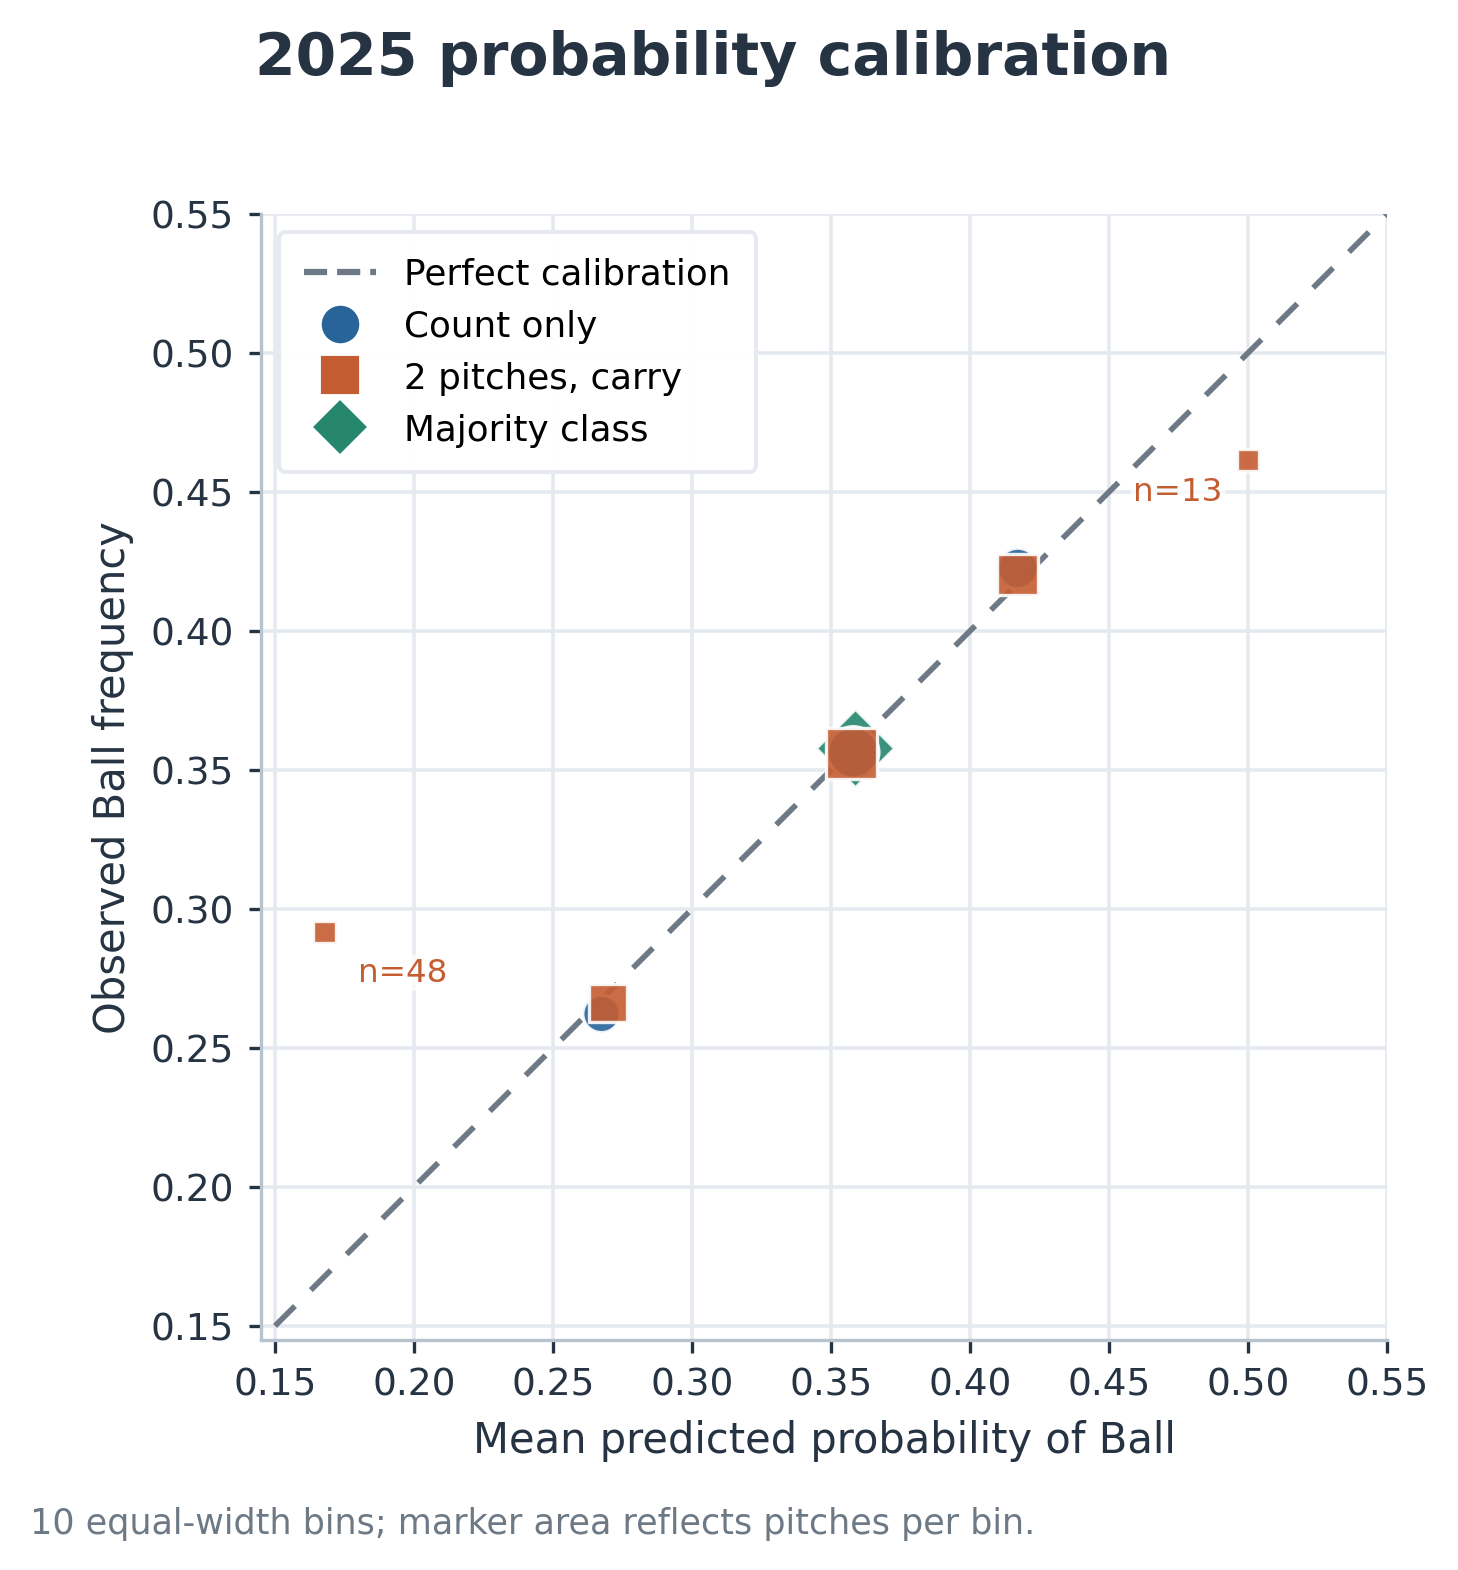 2025 probability calibration
0.55
0.50
0.45
0.40
0.35
0.30
0.25
0.20
0.15
Observed Ball frequency
Perfect calibration
Count only
2 pitches, carry
Majority class
n=13
n=48
0.15 0.20 0.25 0.30 0.35 0.40 0.45 0.50 0.55
Mean predicted probability of Ball
10 equal-width bins; marker area reflects pitches per bin.